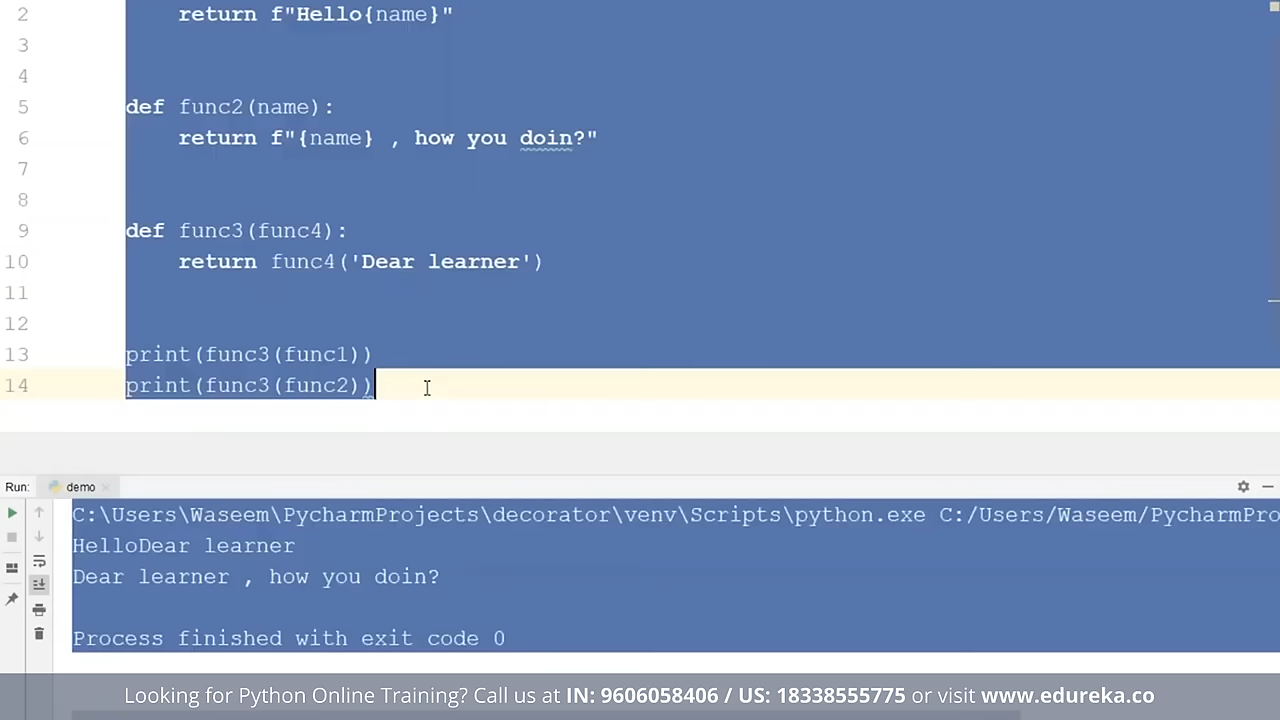 2 return f"Hello{name}"
3
4
5 def func2(name):
6 return f"{name} , how you doin?"
7
8
9 def func3(func4):
10 return func4('Dear learner')
11
12
13 print(func3(func1))
14 print(func3(func2))
Run: demo
C:\Users\Waseem\PycharmProjects\decorator\venv\Scripts\python.exe C:/Users/Waseem/PycharmPro
HelloDear learner
Dear learner , how you doin?
Process finished with exit code 0
Looking for Python Online Training? Call us at IN: 9606058406 / US: 18338555775 or visit www.edureka.co